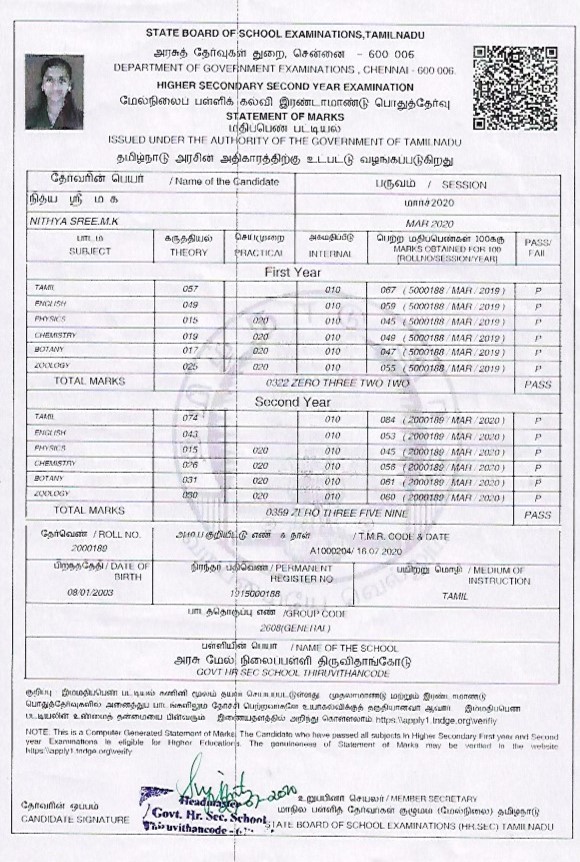 STATE BOARD OF SCHOOL EXAMINATIONS,TAMILNADU
அரசுத் தேர்வுகள் துறை, சென்னை - 600 006
DEPARTMENT OF GOVERNMENT EXAMINATIONS , CHENNAI - 600 006.
HIGHER SECONDARY SECOND YEAR EXAMINATION
மேல்நிலைப் பள்ளிக் கல்வி இரண்டாமாண்டு பொதுத்தேர்வு
STATEMENT OF MARKS
மதிப்பெண் பட்டியல்
ISSUED UNDER THE AUTHORITY OF THE GOVERNMENT OF TAMILNADU
தமிழ்நாடு அரசின் அதிகாரத்திற்கு உட்பட்டு வழங்கப்படுகிறது
தேர்வரின் பெயர் / Name of the Candidate பருவம் / SESSION
நித்யா ஸ்ரீ ம க மார்ச்2020
NITHYA SREE.M.K MAR 2020
பாடம் கருத்தியல் செய்முறை அகமதிப்பீடு பெற்ற மதிப்பெண்கள் 100க்கு PASS/
SUBJECT THEORY PRACTICAL INTERNAL MARKS OBTAINED FOR 100 FAIL
(ROLLNO/SESSION/YEAR)
First Year
TAMIL 057 010 067 ( 5000188 / MAR / 2019 ) P
ENGLISH 049 010 059 ( 5000188 / MAR / 2019 ) P
PHYSICS 015 020 010 045 ( 5000188 / MAR / 2019 ) P
CHEMISTRY 019 020 010 049 ( 5000188 / MAR / 2019 ) P
BOTANY 017 020 010 047 ( 5000188 / MAR / 2019 ) P
ZOOLOGY 025 020 010 055 ( 5000188 / MAR / 2019 ) P
TOTAL MARKS 0322 ZERO THREE TWO TWO PASS
Second Year
TAMIL 074 010 084 ( 2000189 / MAR / 2020 ) P
ENGLISH 043 010 053 ( 2000189 / MAR / 2020 ) P
PHYSICS 015 020 010 045 ( 2000189 / MAR / 2020 ) P
CHEMISTRY 026 020 010 056 ( 2000189 / MAR / 2020 ) P
BOTANY 031 020 010 061 ( 2000189 / MAR / 2020 ) P
ZOOLOGY 030 020 010 060 ( 2000189 / MAR / 2020 ) P
TOTAL MARKS 0359 ZERO THREE FIVE NINE PASS
தேர்வெண் / ROLL NO. குறியீட்டு எண் & நாள் / T.M.R. CODE & DATE
2000189 A1000204/ 16.07.2020
பிறந்ததேதி / DATE OF BIRTH நிரந்தர பதிவெண் / PERMANENT REGISTER NO பயிற்று மொழி / MEDIUM OF INSTRUCTION
08/01/2003 1915000188 TAMIL
பாடத்தொகுப்பு எண் /GROUP CODE
2608(GENERAL)
பள்ளியின் பெயர் / NAME OF THE SCHOOL
அரசு மேல் நிலைப்பள்ளி திருவிதாங்கோடு
GOVT HR SEC SCHOOL THIRUVITHANCODE
குறிப்பு இம்மதிப்பெண் பட்டியல் கணினி மூலம் தயார் செய்யப்பட்டுள்ளது. முதலாமாண்டு மற்றும் இரண்டாமாண்டு
பொதுத்தேர்வுகளில் அனைத்துப் பாடங்களிலும் தேர்ச்சி பெற்றவர்களே உயர்கல்விக்குத் தகுதியானவர் ஆவார். இம்மதிப்பெண்
பட்டியலின் உண்மைத் தன்மையை பின்வரும் இணையதளத்தில் அறிந்து கொள்ளலாம். https://apply1.tndge.org/verifiy
NOTE: This is a Computer Generated Statement of Marks. The Candidate who have passed all subjects in Higher Secondary First year and Second
year Examinations is eligible for Higher Educations. The genuineness of Statement of Marks may be verified in the website
https://apply1.tndge.org/verifiy
Headmaster
Govt. Hr. Sec. School
Thiruvithancode -
தேர்வரின் ஒப்பம் உறுப்பினர் செயலர் / MEMBER SECRETARY
மாநில பள்ளித் தேர்வுகள் குழுமம் (மேல்நிலை) தமிழ்நாடு
CANDIDATE SIGNATURE STATE BOARD OF SCHOOL EXAMINATIONS (HR.SEC) TAMILNADU